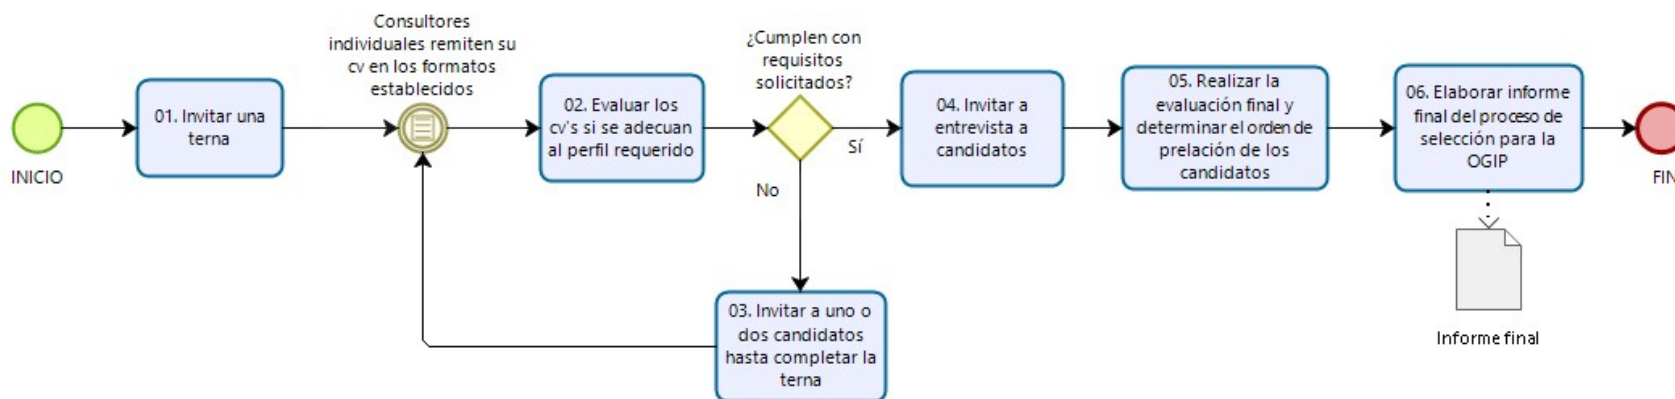 INICIO
01. Invitar una
terna
Consultores
individuales remiten su
cv en los formatos
establecidos
02. Evaluar los
cv's si se adecuan
al perfil requerido
¿Cumplen con
requisitos
solicitados?
Sí
No
03. Invitar a uno o
dos candidatos
hasta completar la
terna
04. Invitar a
entrevista a
candidatos
05. Realizar la
evaluación final y
determinar el orden de
prelación de los
candidatos
06. Elaborar informe
final del proceso de
selección para la
OGIP
Informe final
FIN